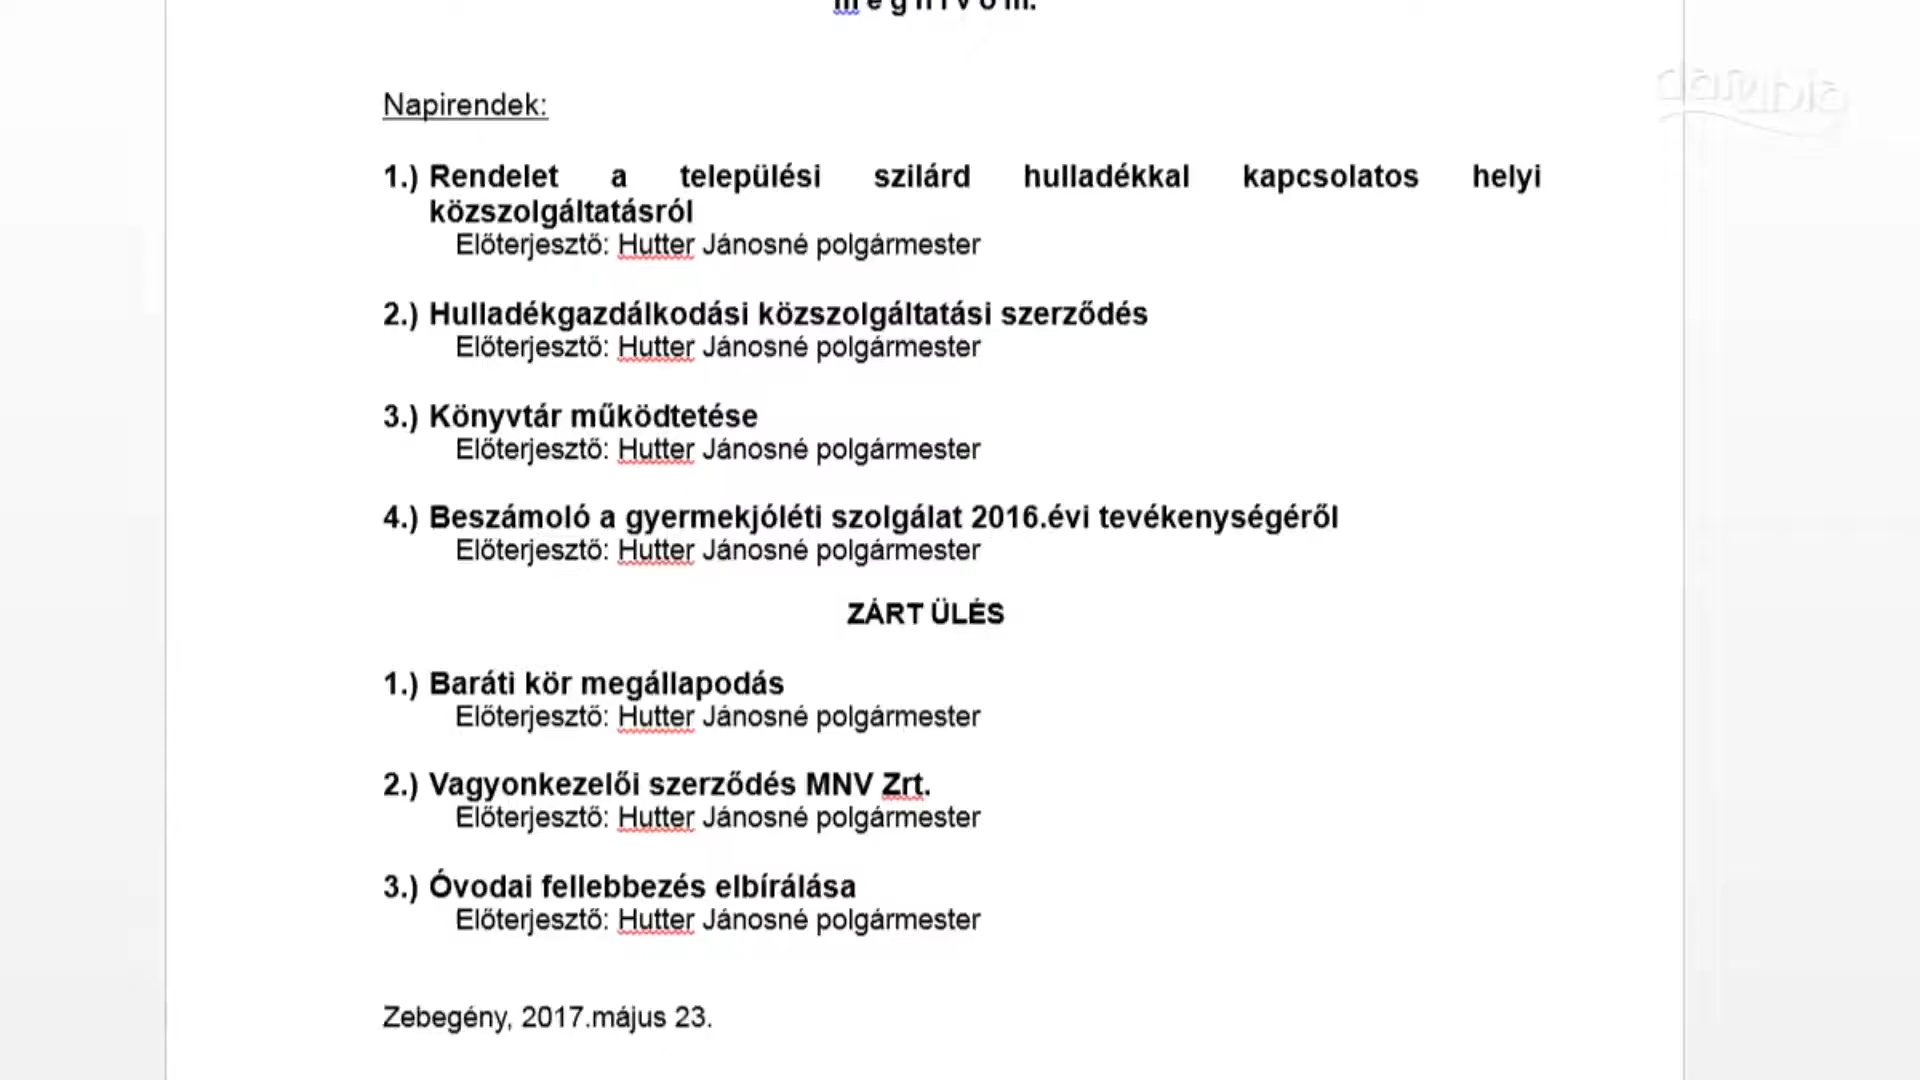 m e g h í v o m.
danubia
Napirendek:
1.) Rendelet a települési szilárd hulladékkal kapcsolatos helyi
közszolgáltatásról
Előterjesztő: Hutter Jánosné polgármester
2.) Hulladékgazdálkodási közszolgáltatási szerződés
Előterjesztő: Hutter Jánosné polgármester
3.) Könyvtár működtetése
Előterjesztő: Hutter Jánosné polgármester
4.) Beszámoló a gyermekjóléti szolgálat 2016.évi tevékenységéről
Előterjesztő: Hutter Jánosné polgármester
ZÁRT ÜLÉS
1.) Baráti kör megállapodás
Előterjesztő: Hutter Jánosné polgármester
2.) Vagyonkezelői szerződés MNV Zrt.
Előterjesztő: Hutter Jánosné polgármester
3.) Óvodai fellebbezés elbírálása
Előterjesztő: Hutter Jánosné polgármester
Zebegény, 2017.május 23.